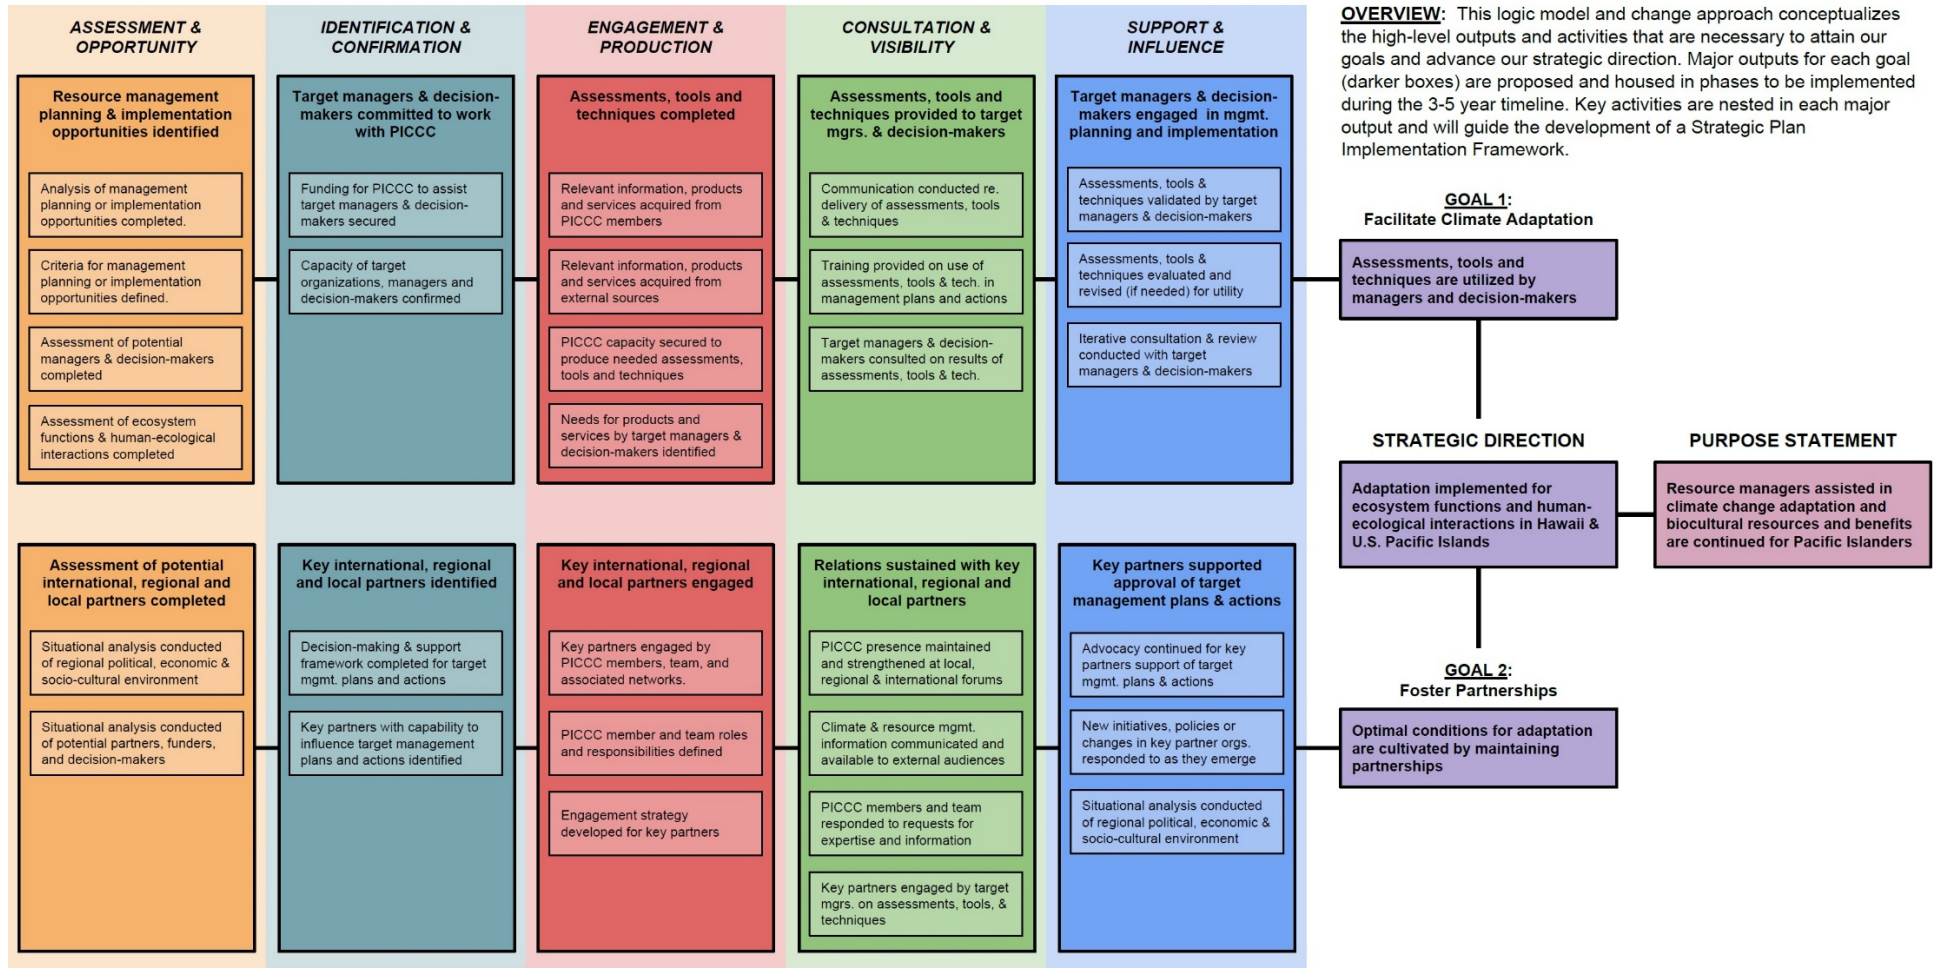 ASSESSMENT &
OPPORTUNITY
IDENTIFICATION &
CONFIRMATION
ENGAGEMENT &
PRODUCTION
CONSULTATION &
VISIBILITY
SUPPORT &
INFLUENCE
OVERVIEW: This logic model and change approach conceptualizes
the high-level outputs and activities that are necessary to attain our
goals and advance our strategic direction. Major outputs for each goal
(darker boxes) are proposed and housed in phases to be implemented
during the 3-5 year timeline. Key activities are nested in each major
output and will guide the development of a Strategic Plan
Implementation Framework.
Resource management
planning & implementation
opportunities identified
Analysis of management
planning or implementation
opportunities completed.
Criteria for management
planning or implementation
opportunities defined.
Assessment of potential
managers & decision-makers
completed
Assessment of ecosystem
functions & human-ecological
interactions completed
Target managers & decision-
makers committed to work
with PICCC
Funding for PICCC to assist
target managers & decision-
makers secured
Capacity of target
organizations, managers and
decision-makers confirmed
Assessments, tools and
techniques completed
Relevant information, products
and services acquired from
PICCC members
Relevant information, products
and services acquired from
external sources
PICCC capacity secured to
produce needed assessments,
tools and techniques
Needs for products and
services by target managers &
decision-makers identified
Assessments, tools and
techniques provided to target
mgrs. & decision-makers
Communication conducted re.
delivery of assessments, tools
& techniques
Training provided on use of
assessments, tools & tech. in
management plans and actions
Target managers & decision-
makers consulted on results of
assessments, tools & tech.
Target managers & decision-
makers engaged in mgmt.
planning and implementation
Assessments, tools &
techniques validated by target
managers & decision-makers
Assessments, tools &
techniques evaluated and
revised (if needed) for utility
Iterative consultation & review
conducted with target
managers & decision-makers
GOAL 1:
Facilitate Climate Adaptation
Assessments, tools and
techniques are utilized by
managers and decision-makers
STRATEGIC DIRECTION
Adaptation implemented for
ecosystem functions and human-
ecological interactions in Hawaii &
U.S. Pacific Islands
PURPOSE STATEMENT
Resource managers assisted in
climate change adaptation and
biocultural resources and benefits
are continued for Pacific Islanders
Assessment of potential
international, regional and
local partners completed
Situational analysis conducted
of regional political, economic &
socio-cultural environment
Situational analysis conducted
of potential partners, funders,
and decision-makers
Key international, regional
and local partners identified
Decision-making & support
framework completed for target
mgmt. plans and actions
Key partners with capability to
influence target management
plans and actions identified
Key international, regional
and local partners engaged
Key partners engaged by
PICCC members, team, and
associated networks.
PICCC member and team roles
and responsibilities defined
Engagement strategy
developed for key partners
Relations sustained with key
international, regional and
local partners
PICCC presence maintained
and strengthened at local,
regional & international forums
Climate & resource mgmt.
information communicated and
available to external audiences
PICCC members and team
responded to requests for
expertise and information
Key partners engaged by target
mgrs. on assessments, tools, &
techniques
Key partners supported
approval of target
management plans & actions
Advocacy continued for key
partners support of target
mgmt. plans & actions
New initiatives, policies or
changes in key partner orgs.
responded to as they emerge
Situational analysis conducted
of regional political, economic &
socio-cultural environment
GOAL 2:
Foster Partnerships
Optimal conditions for adaptation
are cultivated by maintaining
partnerships